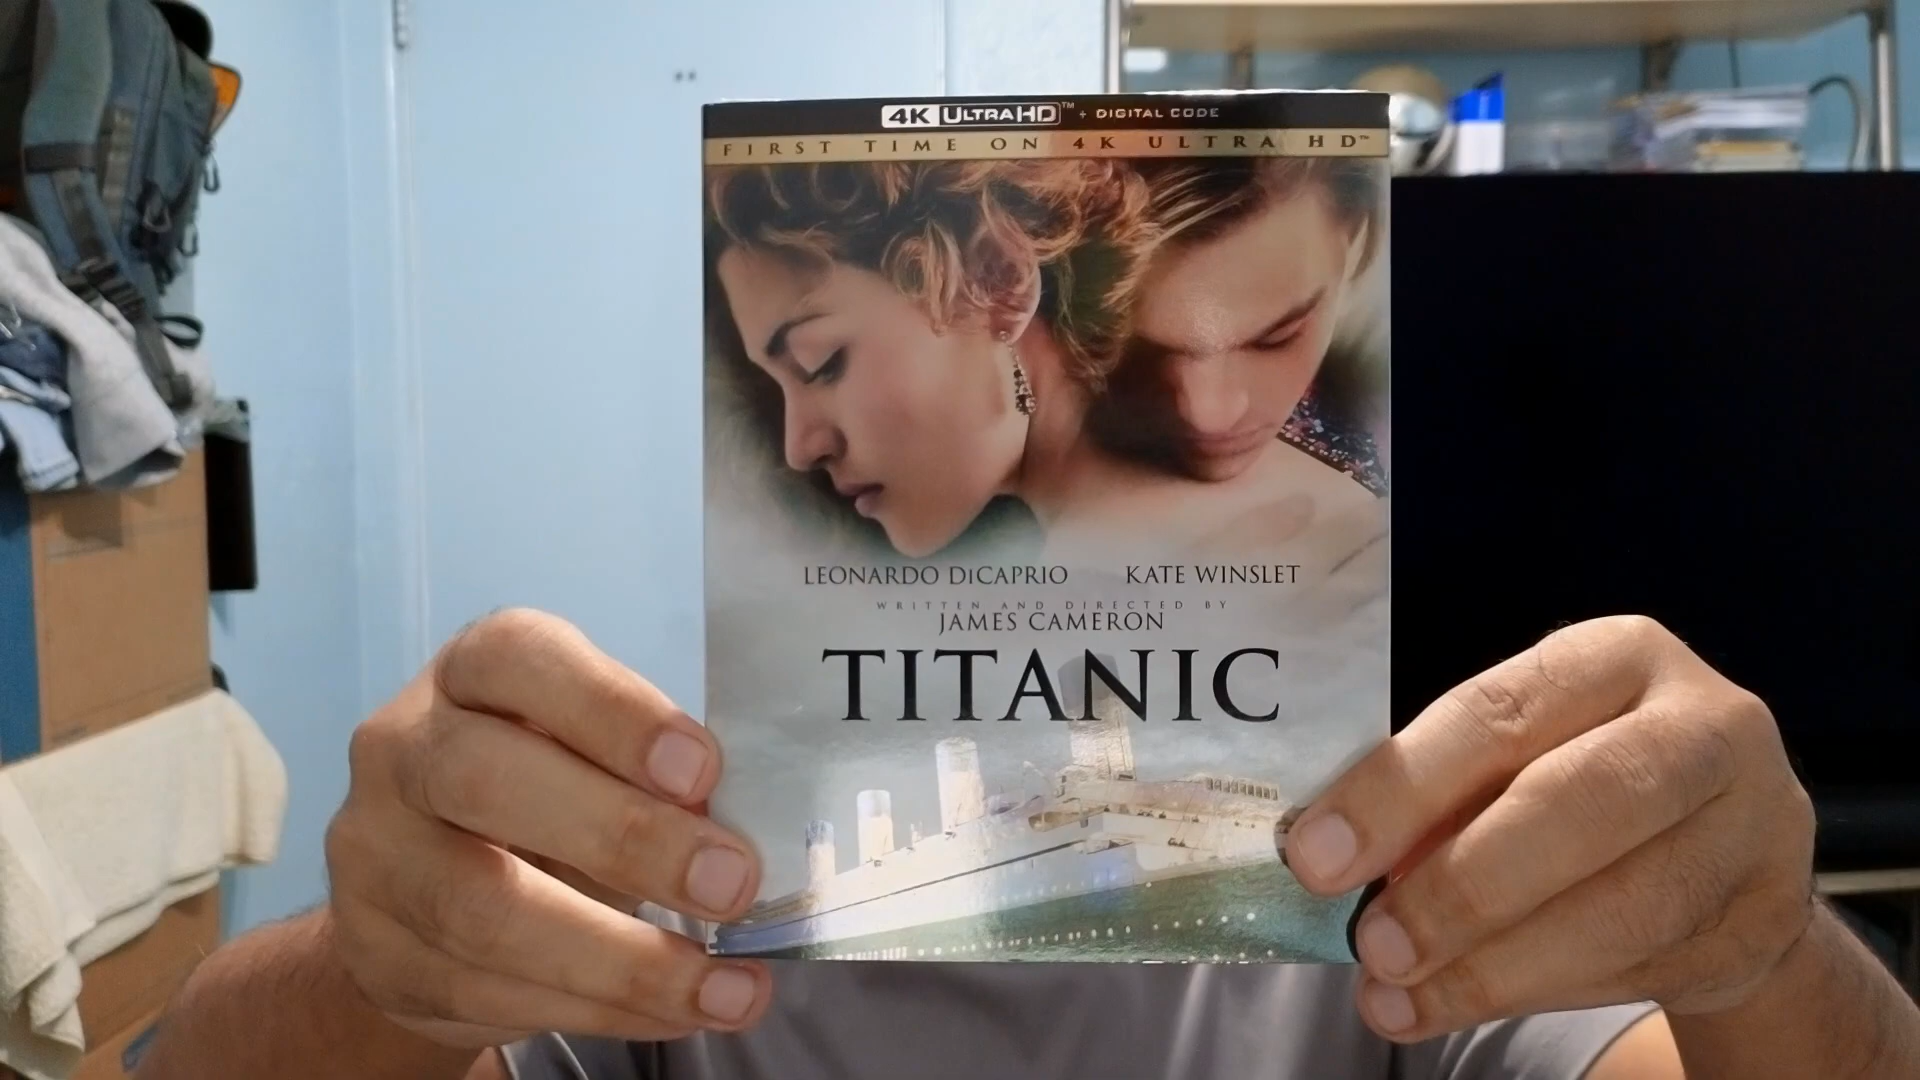 4K ULTRA HD™ + DIGITAL CODE
FIRST TIME ON 4K ULTRA HD™
LEONARDO DiCAPRIO KATE WINSLET
WRITTEN AND DIRECTED BY
JAMES CAMERON
TITANIC